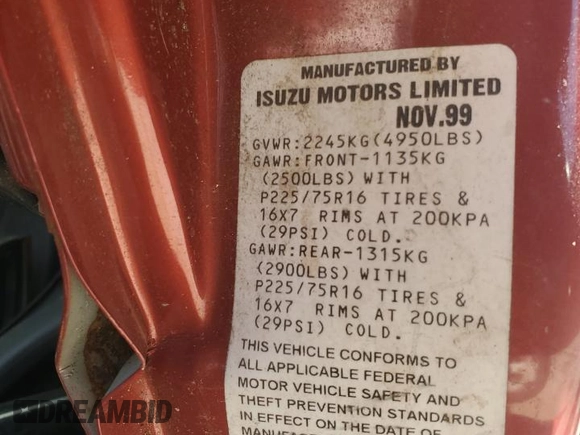 MANUFACTURED BY
ISUZU MOTORS LIMITED
NOV.99
GVWR:2245KG(4950LBS)
GAWR:FRONT-1135KG
(2500LBS) WITH
P225/75R16 TIRES &
16X7 RIMS AT 200KPA
(29PSI) COLD.
GAWR:REAR-1315KG
(2900LBS) WITH
P225/75R16 TIRES &
16X7 RIMS AT 200KPA
(29PSI) COLD.
THIS VEHICLE CONFORMS TO
ALL APPLICABLE FEDERAL
MOTOR VEHICLE SAFETY AND
THEFT PREVENTION STANDARDS
IN EFFECT ON THE DATE OF
DREAMBID